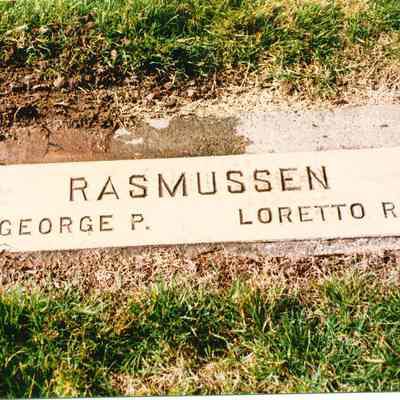 RASMUSSEN
GEORGE P. LORETTO R